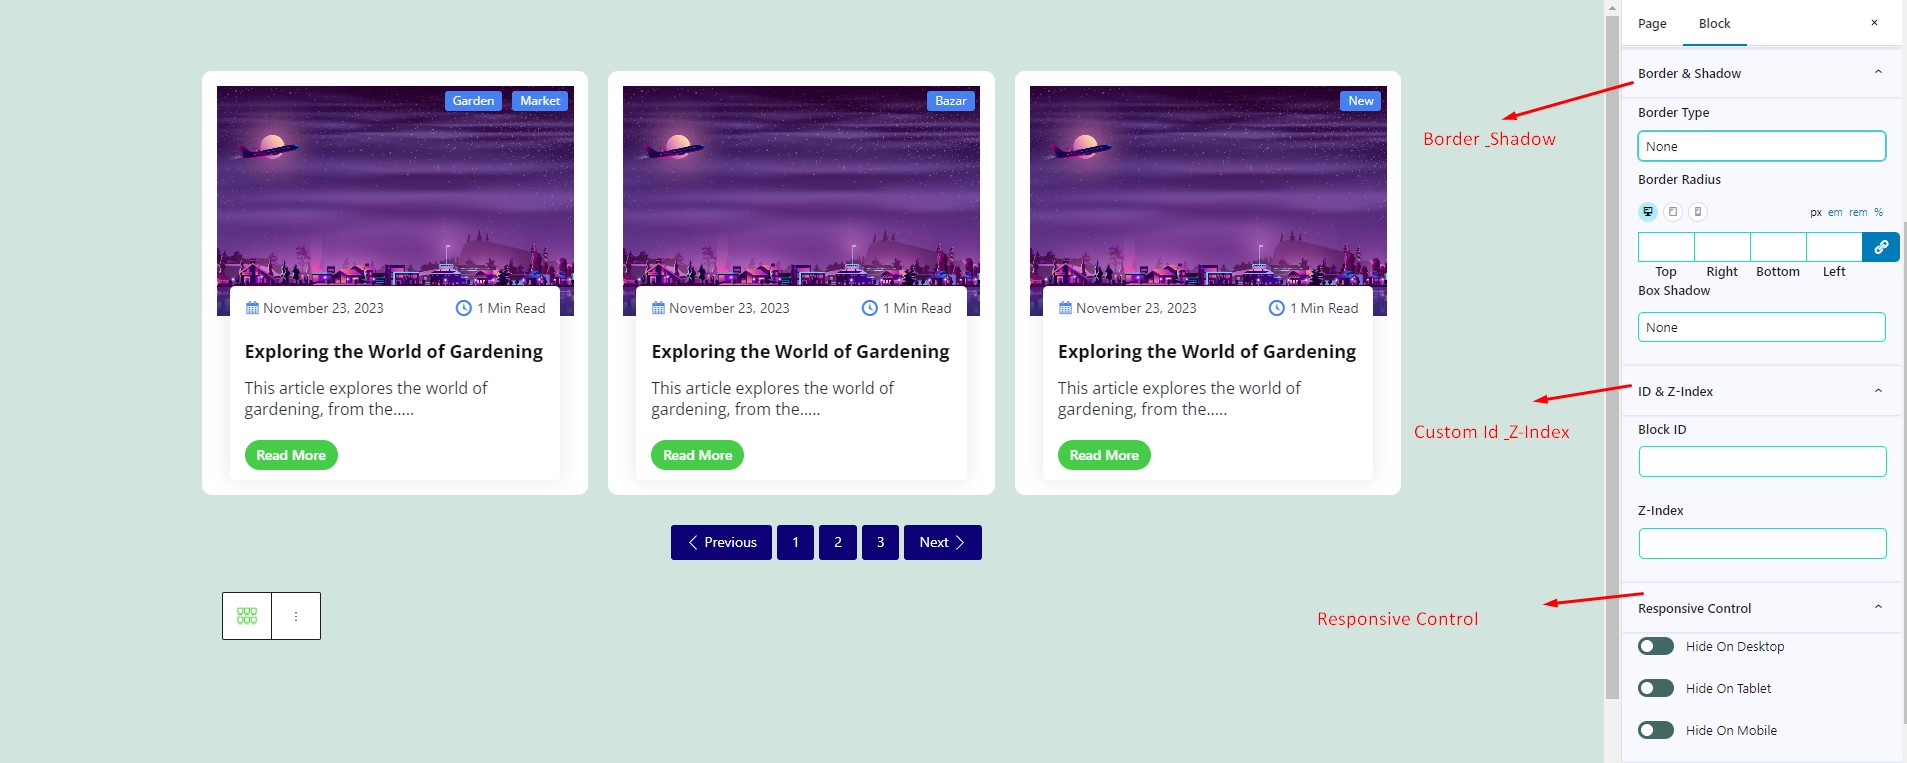 Garden Market
November 23, 2023 1 Min Read
Exploring the World of Gardening
This article explores the world of
gardening, from the.....
Read More
Bazar
November 23, 2023 1 Min Read
Exploring the World of Gardening
This article explores the world of
gardening, from the.....
Read More
New
November 23, 2023 1 Min Read
Exploring the World of Gardening
This article explores the world of
gardening, from the.....
Read More
Previous 1 2 3 Next
Border _Shadow
Custom Id _Z-Index
Responsive Control
Page Block ×
Border & Shadow
Border Type
None
Border Radius
px em rem %
Top Right Bottom Left
Box Shadow
None
ID & Z-Index
Block ID
Z-Index
Responsive Control
Hide On Desktop
Hide On Tablet
Hide On Mobile